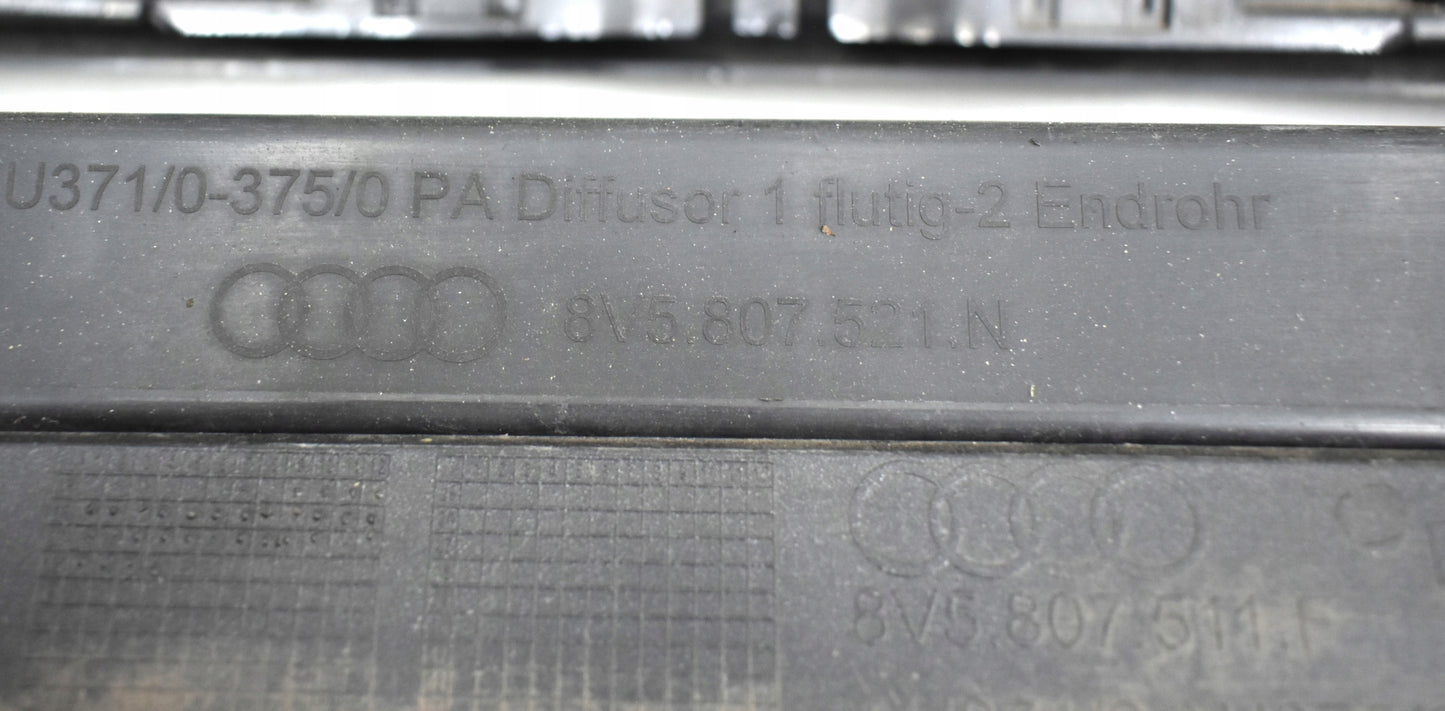 U371/0-375/0 PA Diffusor 1 flutig-2 Endrohr
8V5.807.521.N
8V5.807.511.F